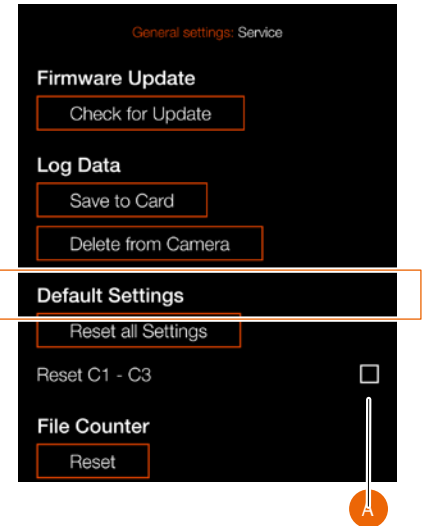 General settings: Service
Firmware Update
Check for Update
Log Data
Save to Card
Delete from Camera
Default Settings
Reset all Settings
Reset C1 - C3
File Counter
Reset
A